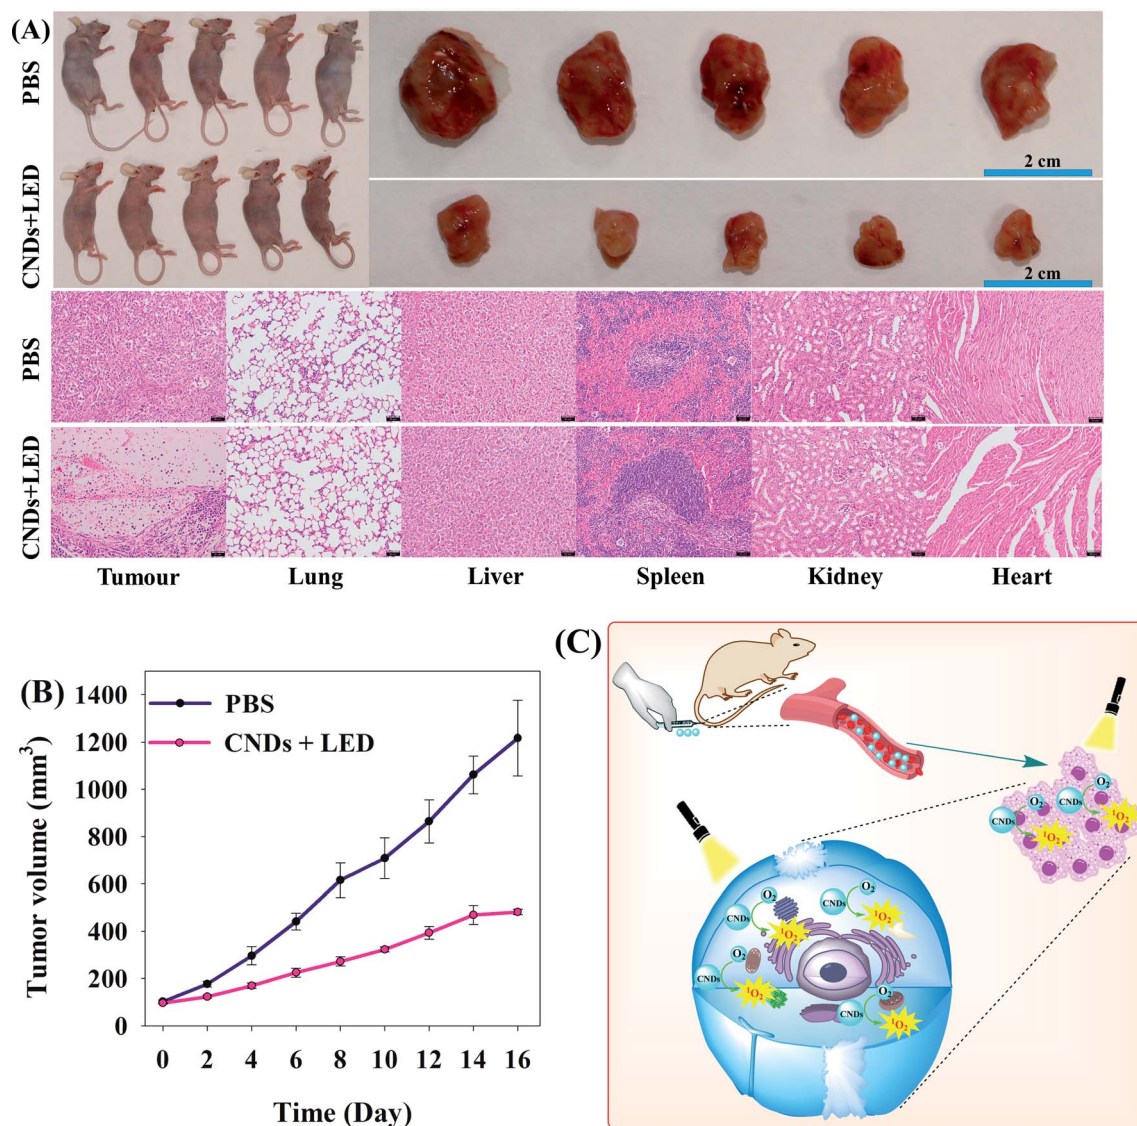 (A)
PBS
2 cm
CNDs+LED
2 cm
PBS
CNDs+LED
Tumour Lung Liver Spleen Kidney Heart
(B)
PBS
CNDs + LED
Tumor volume (mm³)
1400
1200
1000
800
600
400
200
0
0 2 4 6 8 10 12 14 16
Time (Day)
(C)
O₂
CNDs
¹O₂
O₂
CNDs
¹O₂
O₂
CNDs
¹O₂
O₂
CNDs
¹O₂
O₂
CNDs
¹O₂
O₂
CNDs
¹O₂